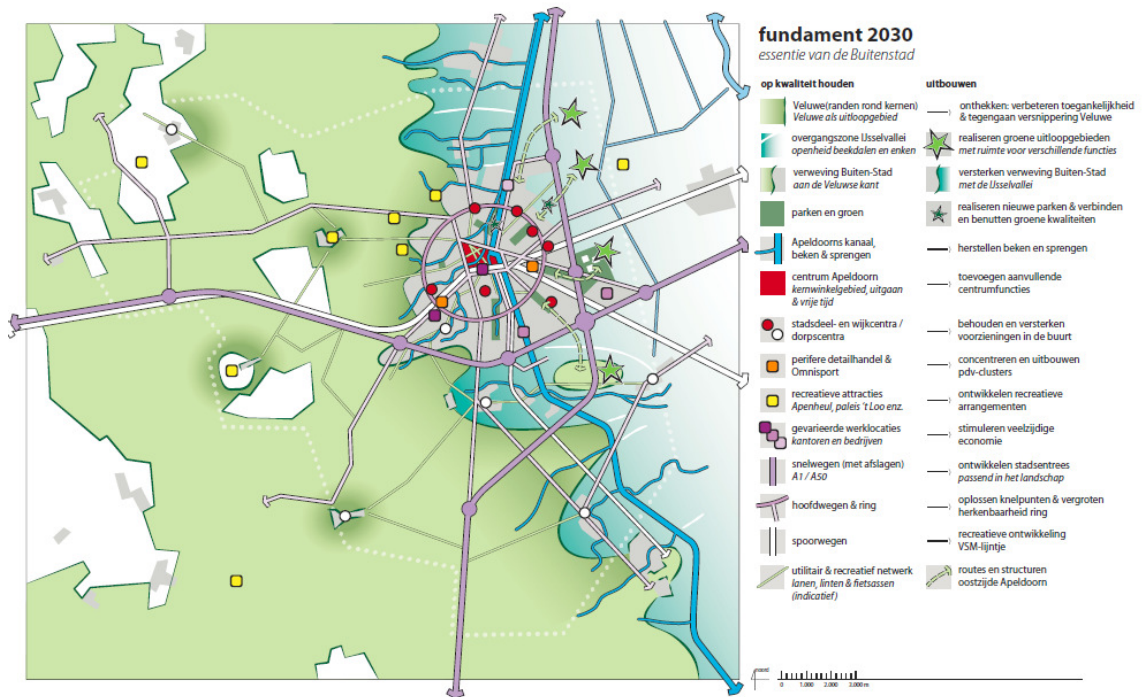 fundament 2030
essentie van de Buitenstad
op kwaliteit houden
Veluwe(randen rond kernen)
Veluwe als uitloopgebied
overgangszone IJsselvallei
openheid beekdalen en enken
verweving Buiten-Stad
aan de Veluwse kant
parken en groen
Apeldoorns kanaal,
beken & sprengen
centrum Apeldoorn
kernwinkelgebied, uitgaan
& vrije tijd
stadsdeel- en wijkcentra /
dorpscentra
perifere detailhandel &
Omnisport
recreatieve attracties
Apenheul, paleis 't Loo enz.
gevarieerde werklocaties
kantoren en bedrijven
snelwegen (met afslagen)
A1 / A50
hoofdwegen & ring
spoorwegen
utilitair & recreatief netwerk
lanen, linten & fietsassen
(indicatief)
uitbouwen
onthekken: verbeteren toegankelijkheid
& tegengaan versnippering Veluwe
realiseren groene uitloopgebieden
met ruimte voor verschillende functies
versterken verweving Buiten-Stad
met de IJsselvallei
realiseren nieuwe parken & verbinden
en benutten groene kwaliteiten
herstellen beken en sprengen
toevoegen aanvullende
centrumfuncties
behouden en versterken
voorzieningen in de buurt
concentreren en uitbouwen
pdv-clusters
ontwikkelen recreatieve
arrangementen
stimuleren veelzijdige
economie
ontwikkelen stadsentrees
passend in het landschap
oplossen knelpunten & vergroten
herkenbaarheid ring
recreatieve ontwikkeling
VSM-lijntje
routes en structuren
oostzijde Apeldoorn
noord
0 1.000 2.000 3.000 m